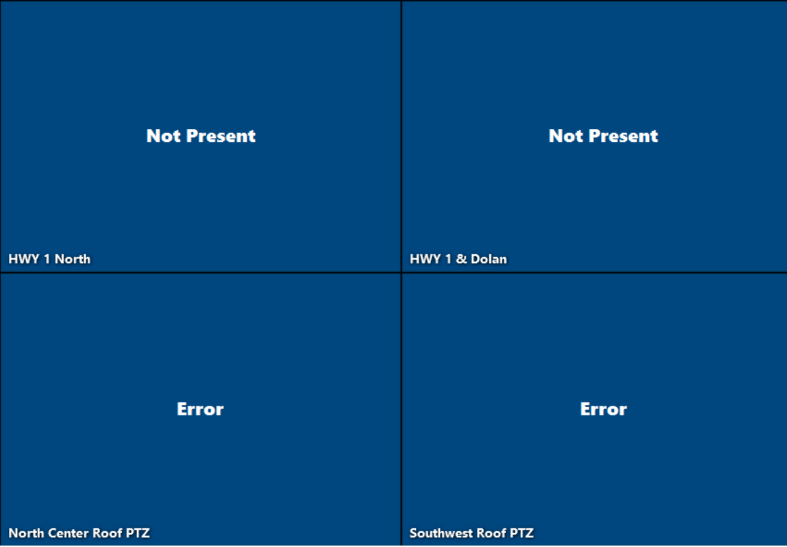 Not Present
HWY 1 North
Not Present
HWY 1 & Dolan
Error
North Center Roof PTZ
Error
Southwest Roof PTZ